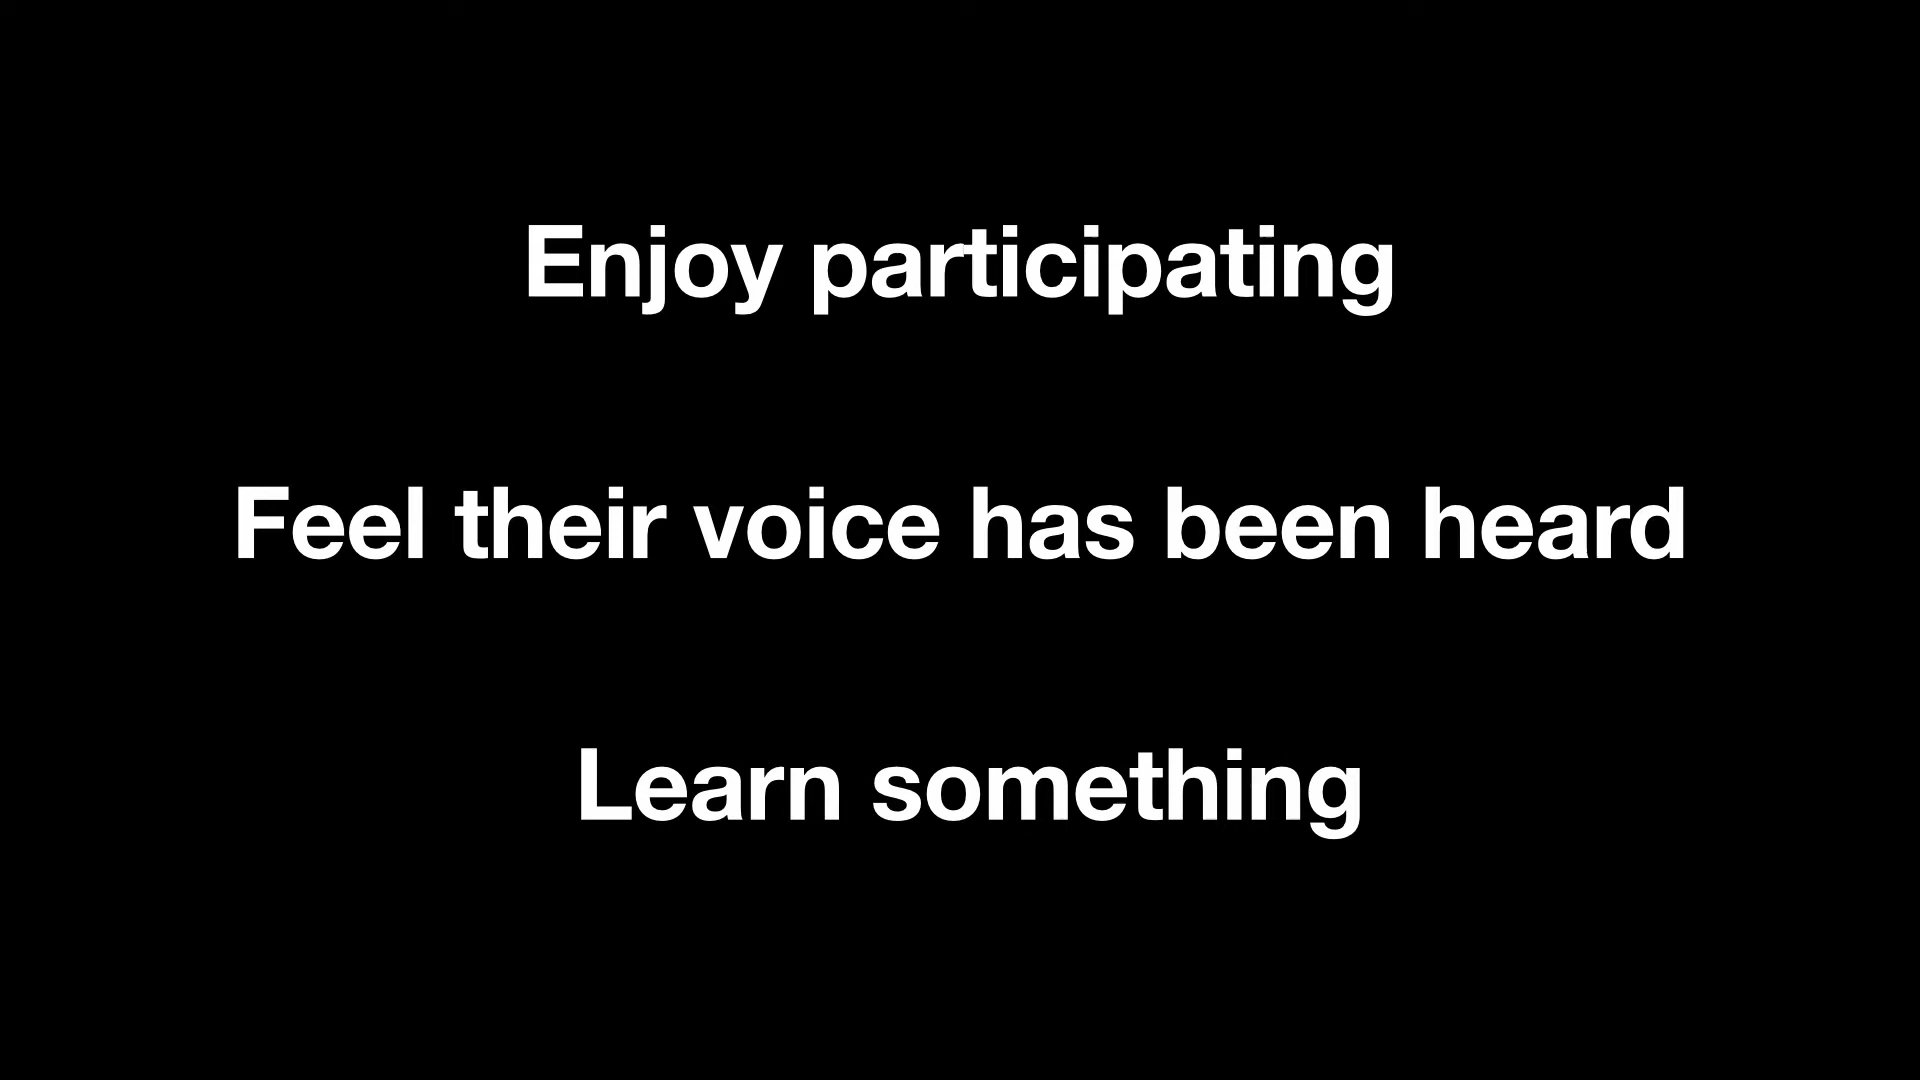 Enjoy participating
Feel their voice has been heard
Learn something